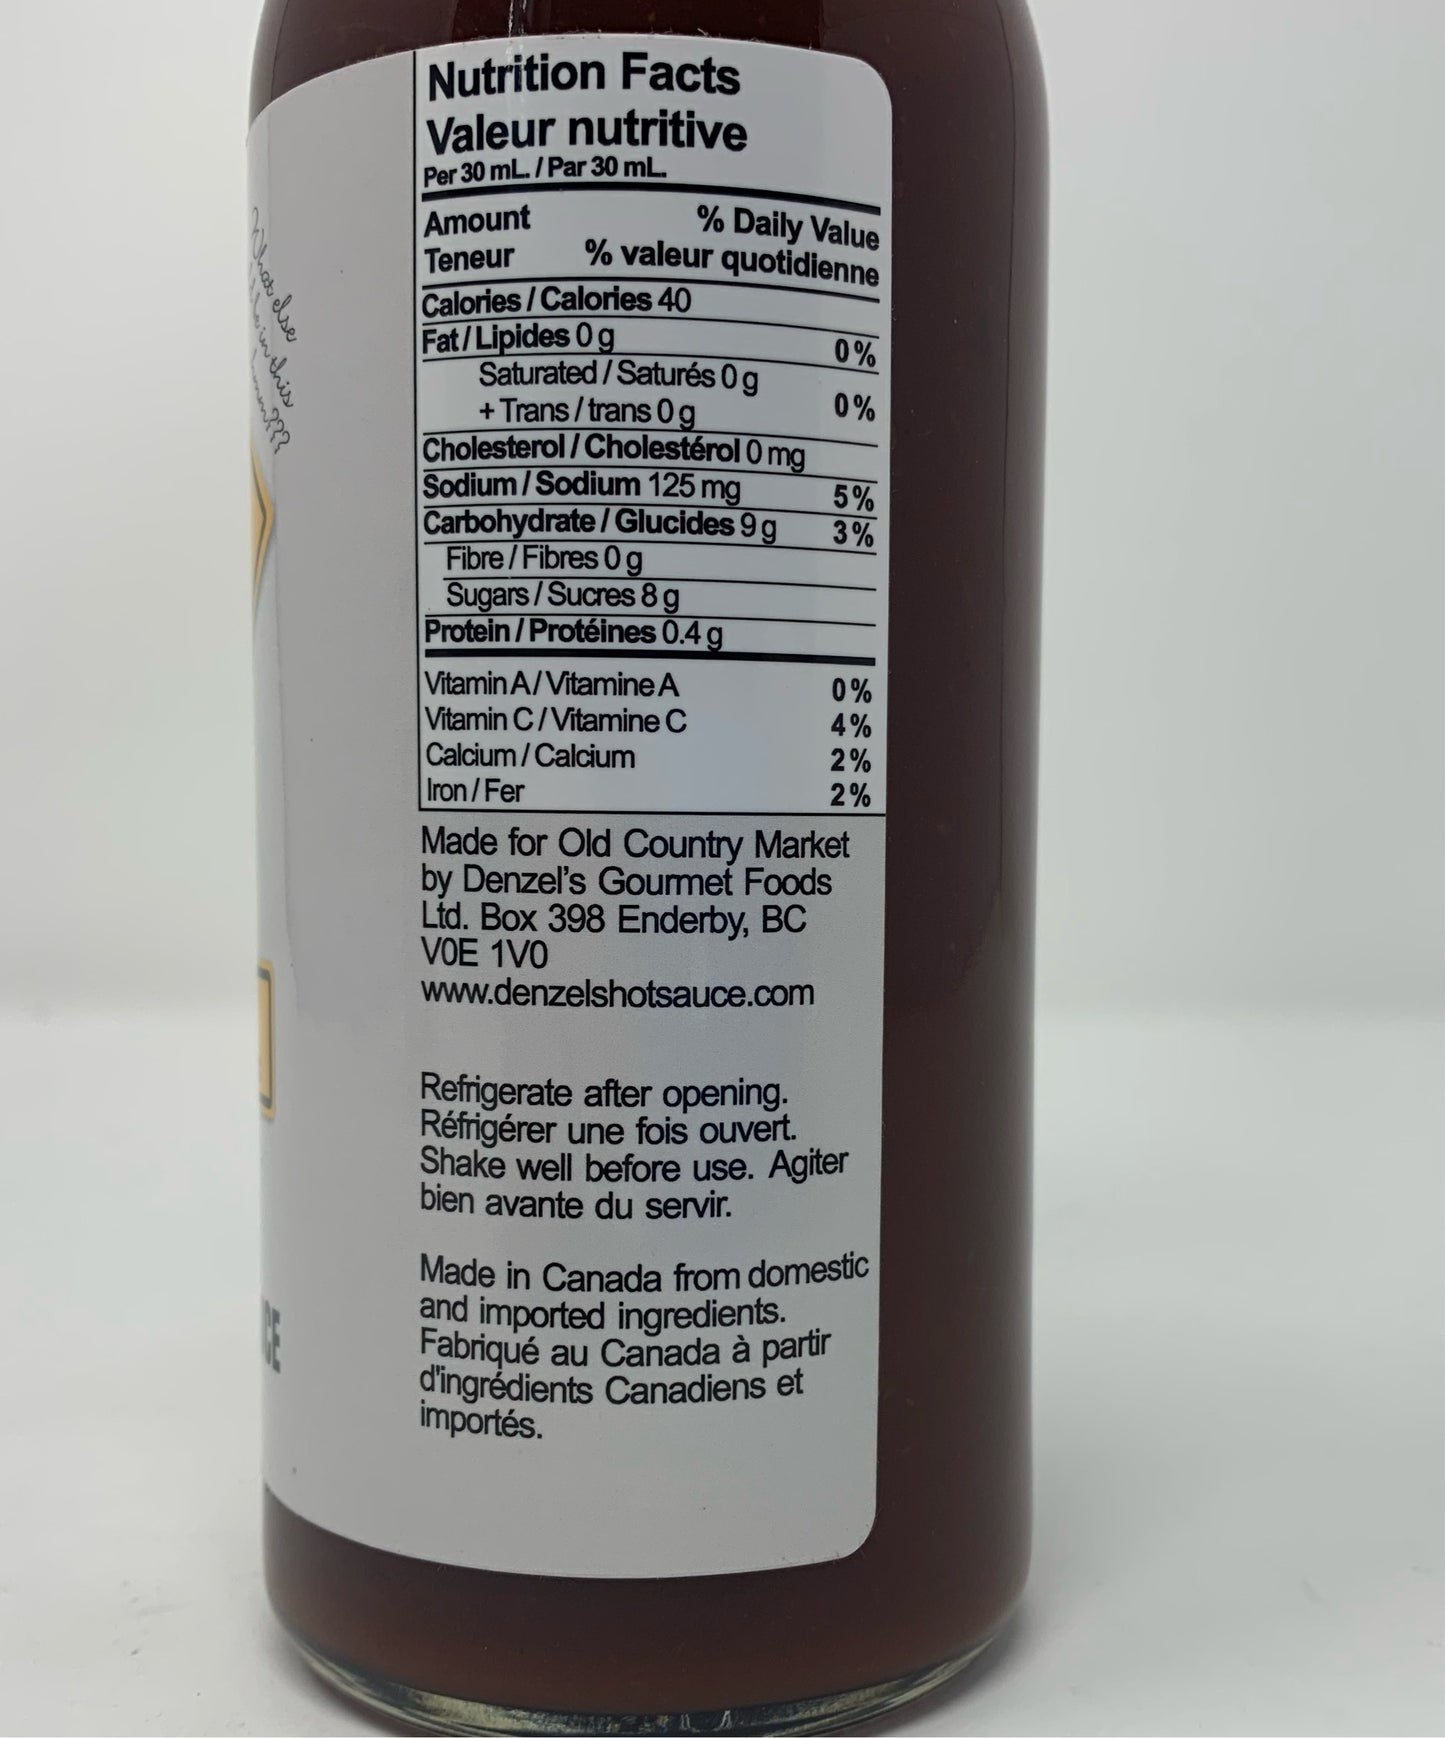 What else
in this
???
CE
Nutrition Facts
Valeur nutritive
Per 30 mL. / Par 30 mL.
Amount % Daily Value
Teneur % valeur quotidienne
Calories / Calories 40
Fat / Lipides 0 g 0%
Saturated / Saturés 0 g
+ Trans / trans 0 g 0%
Cholesterol / Cholestérol 0 mg
Sodium / Sodium 125 mg 5%
Carbohydrate / Glucides 9 g 3%
Fibre / Fibres 0 g
Sugars / Sucres 8 g
Protein / Protéines 0.4 g
Vitamin A / Vitamine A 0%
Vitamin C / Vitamine C 4%
Calcium / Calcium 2%
Iron / Fer 2%
Made for Old Country Market
by Denzel's Gourmet Foods
Ltd. Box 398 Enderby, BC
V0E 1V0
www.denzelshotsauce.com
Refrigerate after opening.
Réfrigérer une fois ouvert.
Shake well before use. Agiter
bien avante du servir.
Made in Canada from domestic
and imported ingredients.
Fabriqué au Canada à partir
d'ingrédients Canadiens et
importés.